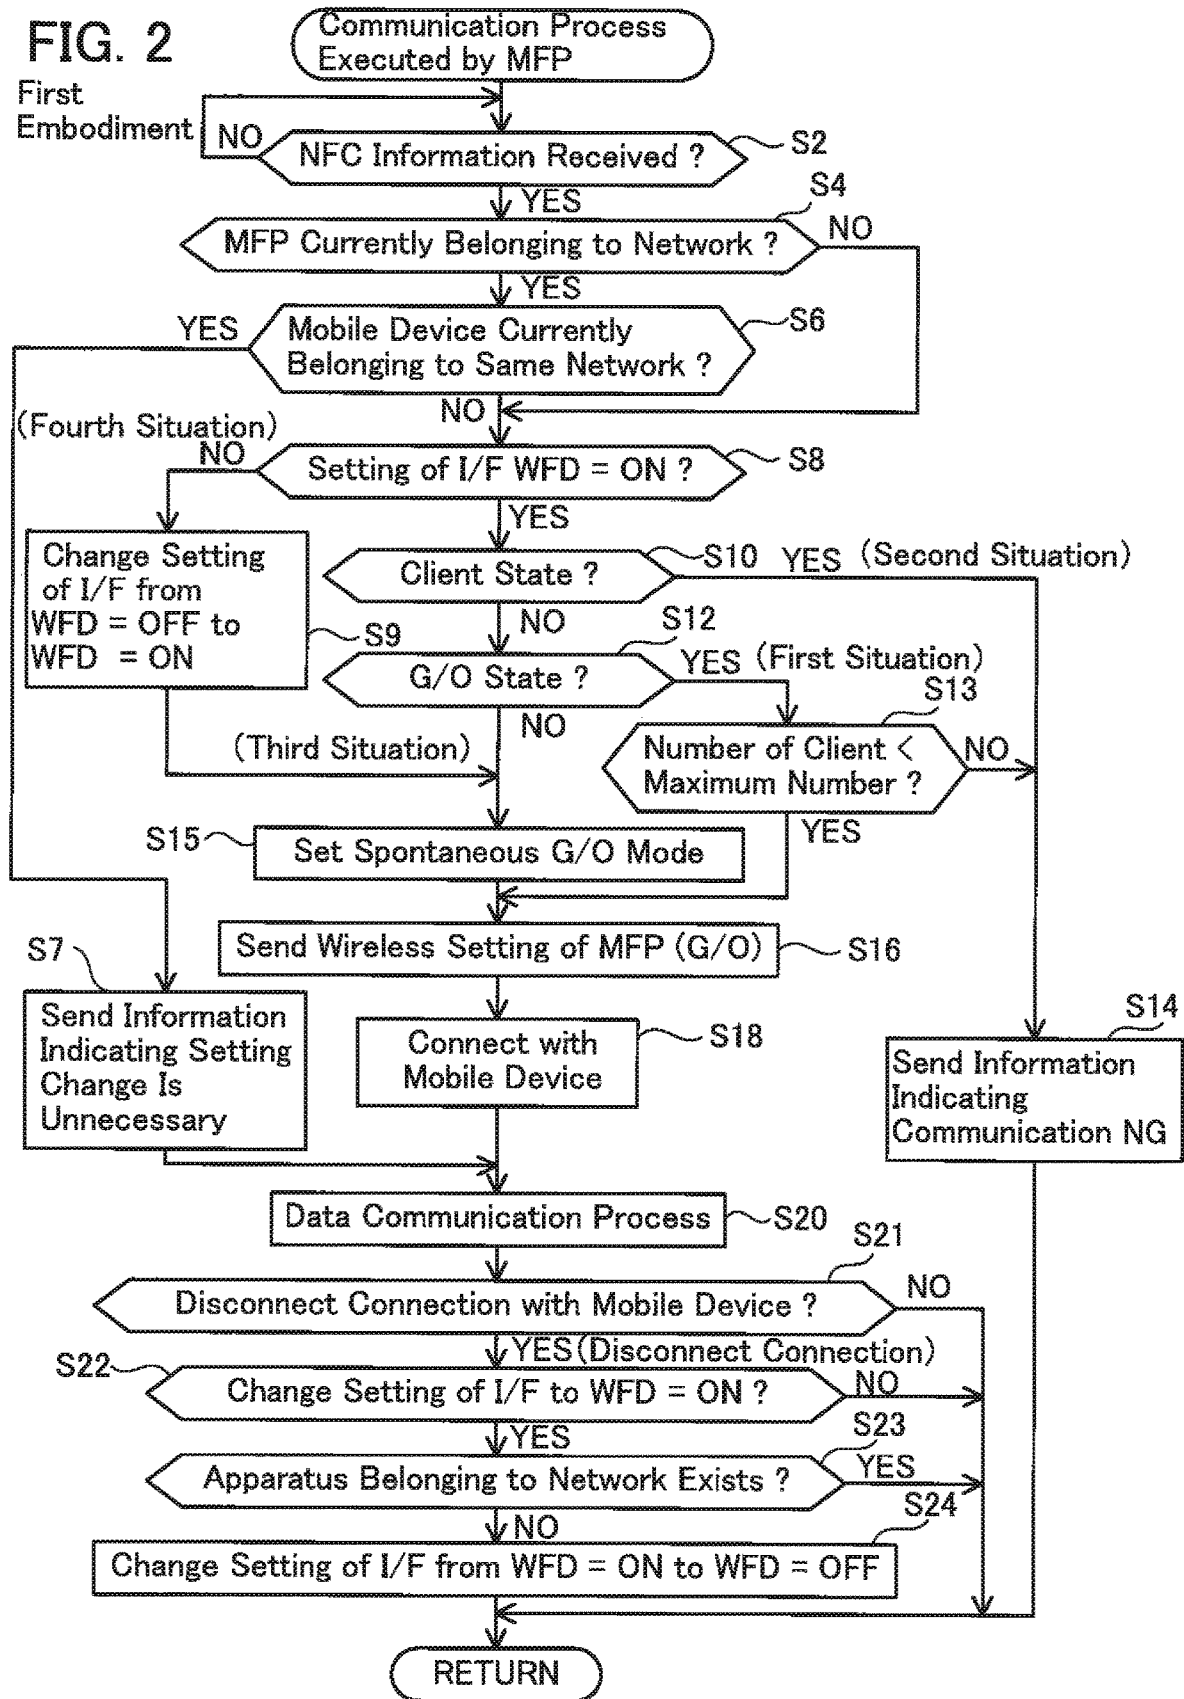 FIG. 2
First
Embodiment
Communication Process
Executed by MFP
NO
NFC Information Received ?
S2
YES
S4
MFP Currently Belonging to Network ?
NO
YES
YES
Mobile Device Currently
Belonging to Same Network ?
S6
NO
(Fourth Situation)
NO
Setting of I/F WFD = ON ?
S8
YES
Change Setting
of I/F from
WFD = OFF to
WFD = ON
S9
Client State ?
S10
YES (Second Situation)
NO
S12
G/O State ?
YES (First Situation)
NO
S13
Number of Client <
Maximum Number ?
NO
YES
(Third Situation)
S15
Set Spontaneous G/O Mode
Send Wireless Setting of MFP (G/O)
S16
S7
Send Information
Indicating Setting
Change Is
Unnecessary
Connect with
Mobile Device
S18
S14
Send Information
Indicating
Communication NG
Data Communication Process
S20
S21
Disconnect Connection with Mobile Device ?
NO
YES(Disconnect Connection)
S22
Change Setting of I/F to WFD = ON ?
NO
YES
S23
Apparatus Belonging to Network Exists ?
YES
NO
S24
Change Setting of I/F from WFD = ON to WFD = OFF
RETURN